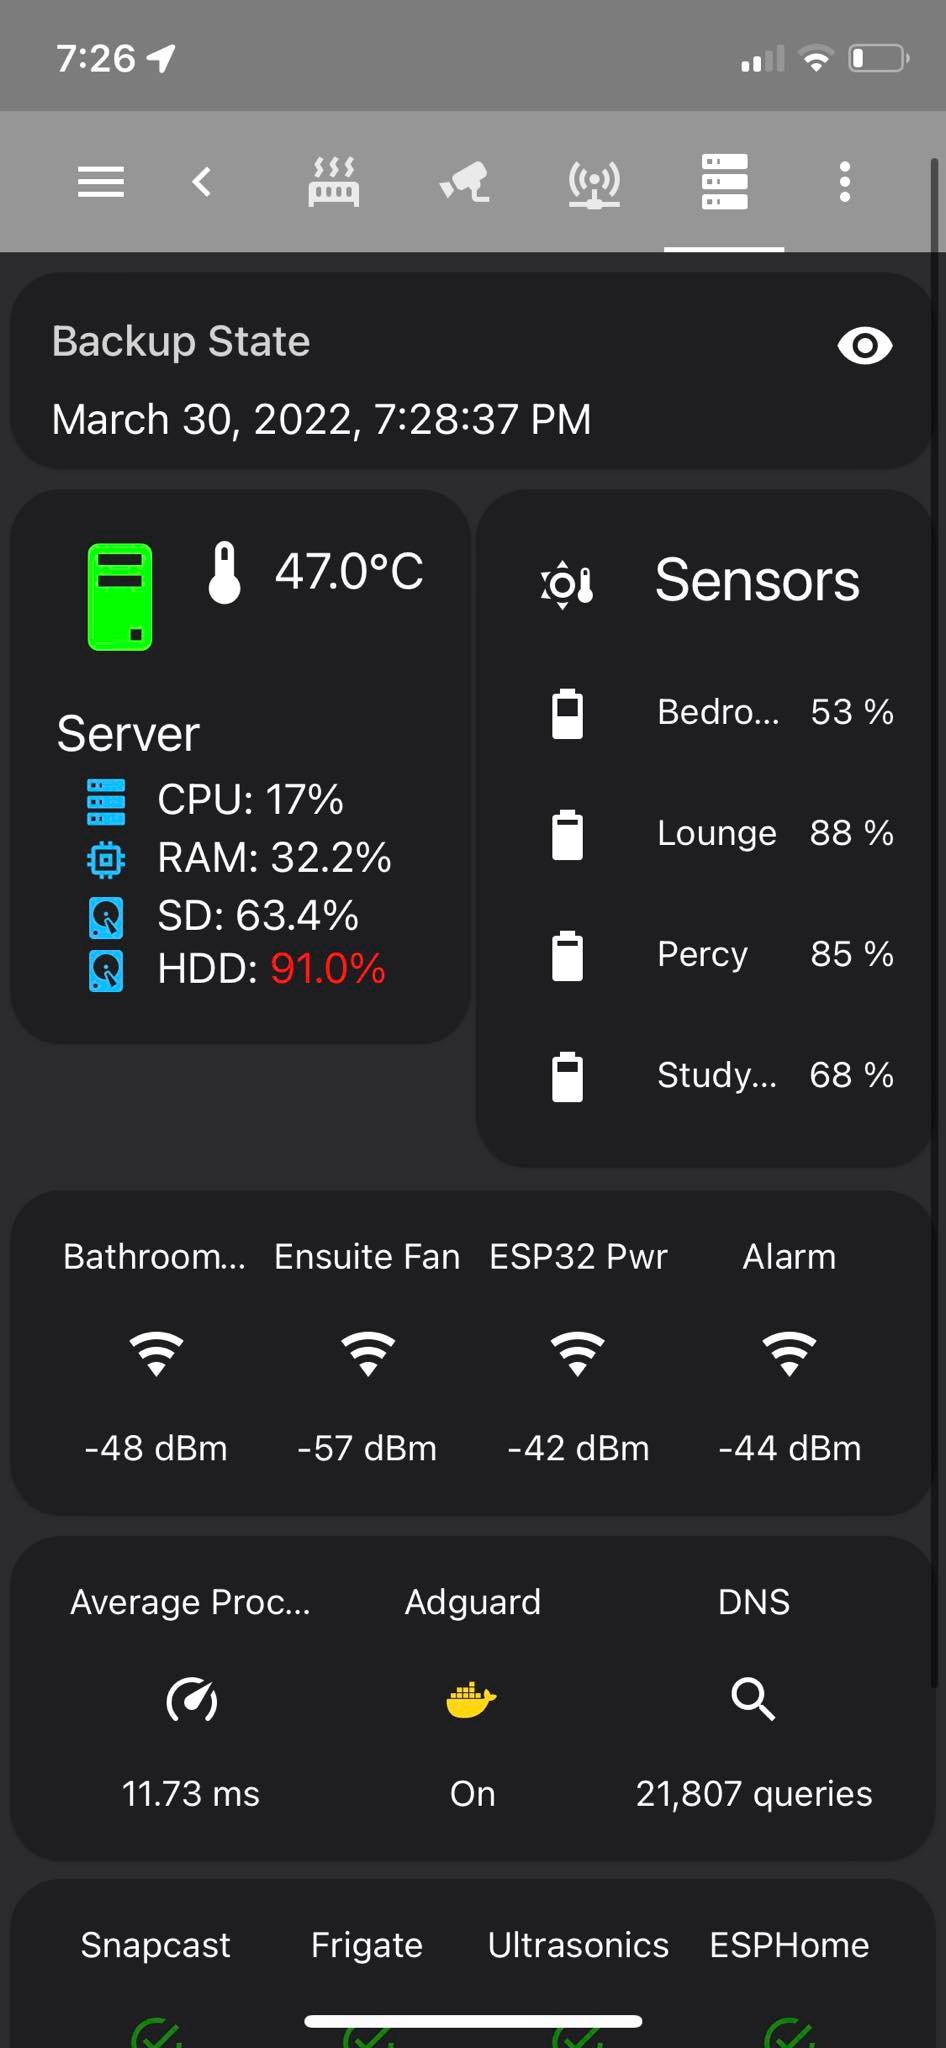 7:26
Backup State
March 30, 2022, 7:28:37 PM
47.0°C
Server
CPU: 17%
RAM: 32.2%
SD: 63.4%
HDD: 91.0%
Sensors
Bedro... 53 %
Lounge 88 %
Percy 85 %
Study... 68 %
Bathroom... Ensuite Fan ESP32 Pwr Alarm
-48 dBm -57 dBm -42 dBm -44 dBm
Average Proc... Adguard DNS
11.73 ms On 21,807 queries
Snapcast Frigate Ultrasonics ESPHome